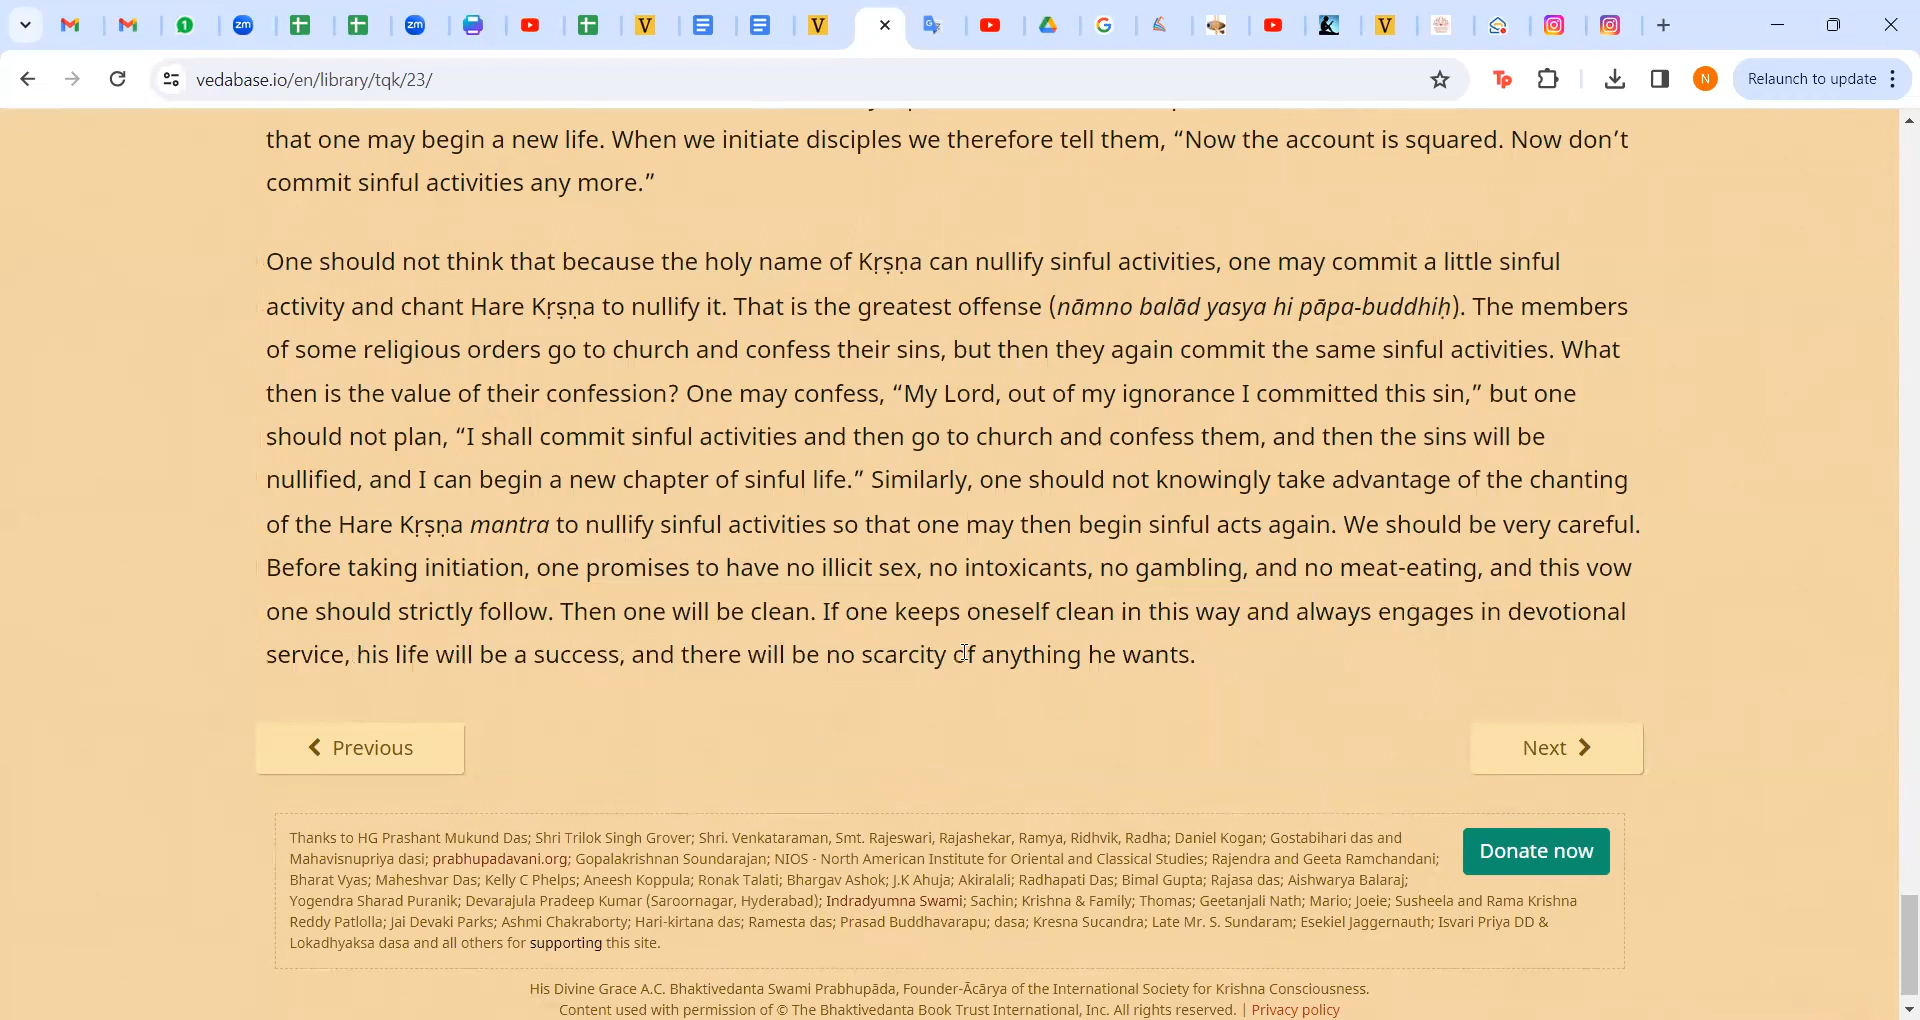 vedabase.io/en/library/tqk/23/
Relaunch to update
that one may begin a new life. When we initiate disciples we therefore tell them, “Now the account is squared. Now don’t
commit sinful activities any more.”
One should not think that because the holy name of Kṛṣṇa can nullify sinful activities, one may commit a little sinful
activity and chant Hare Kṛṣṇa to nullify it. That is the greatest offense (nāmno balād yasya hi pāpa-buddhiḥ). The members
of some religious orders go to church and confess their sins, but then they again commit the same sinful activities. What
then is the value of their confession? One may confess, “My Lord, out of my ignorance I committed this sin,” but one
should not plan, “I shall commit sinful activities and then go to church and confess them, and then the sins will be
nullified, and I can begin a new chapter of sinful life.” Similarly, one should not knowingly take advantage of the chanting
of the Hare Kṛṣṇa mantra to nullify sinful activities so that one may then begin sinful acts again. We should be very careful.
Before taking initiation, one promises to have no illicit sex, no intoxicants, no gambling, and no meat-eating, and this vow
one should strictly follow. Then one will be clean. If one keeps oneself clean in this way and always engages in devotional
service, his life will be a success, and there will be no scarcity of anything he wants.
Previous
Next
Thanks to HG Prashant Mukund Das; Shri Trilok Singh Grover; Shri. Venkataraman, Smt. Rajeswari, Rajashekar, Ramya, Ridhvik, Radha; Daniel Kogan; Gostabihari das and
Mahavisnupriya dasi; prabhupadavani.org; Gopalakrishnan Soundarajan; NIOS - North American Institute for Oriental and Classical Studies; Rajendra and Geeta Ramchandani;
Bharat Vyas; Maheshvar Das; Kelly C Phelps; Aneesh Koppula; Ronak Talati; Bhargav Ashok; J.K Ahuja; Akiralali; Radhapati Das; Bimal Gupta; Rajasa das; Aishwarya Balaraj;
Yogendra Sharad Puranik; Devarajula Pradeep Kumar (Saroornagar, Hyderabad); Indradyumna Swami; Sachin; Krishna & Family; Thomas; Geetanjali Nath; Mario; Joeie; Susheela and Rama Krishna
Reddy Patlolla; Jai Devaki Parks; Ashmi Chakraborty; Hari-kirtana das; Ramesta das; Prasad Buddhavarapu; dasa; Kresna Sucandra; Late Mr. S. Sundaram; Esekiel Jaggernauth; Isvari Priya DD &
Lokadhyaksa dasa and all others for supporting this site.
Donate now
His Divine Grace A.C. Bhaktivedanta Swami Prabhupāda, Founder-Ācārya of the International Society for Krishna Consciousness.
Content used with permission of © The Bhaktivedanta Book Trust International, Inc. All rights reserved. | Privacy policy